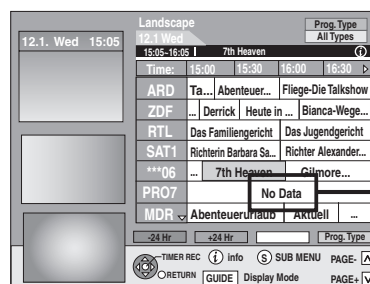 Landscape Prog. Type
12.1 Wed All Types
12.1. Wed 15:05
15:05~16:05 7th Heaven
Time: 15:00 15:30 16:00 16:30
ARD Ta... Abenteuer... Fliege-Die Talkshow
ZDF ... Derrick Heute in ... Bianca-Wege...
RTL Das Familiengericht Das Jugendgericht
SAT1 Richterin Barbara Sa... Richter Alexander...
***06 ... 7th Heaven Gilmore...
PRO7 No Data
MDR Abenteuerurlaub Aktuell ...
-24 Hr +24 Hr Prog. Type
TIMER REC i info S SUB MENU PAGE-
RETURN GUIDE Display Mode PAGE+